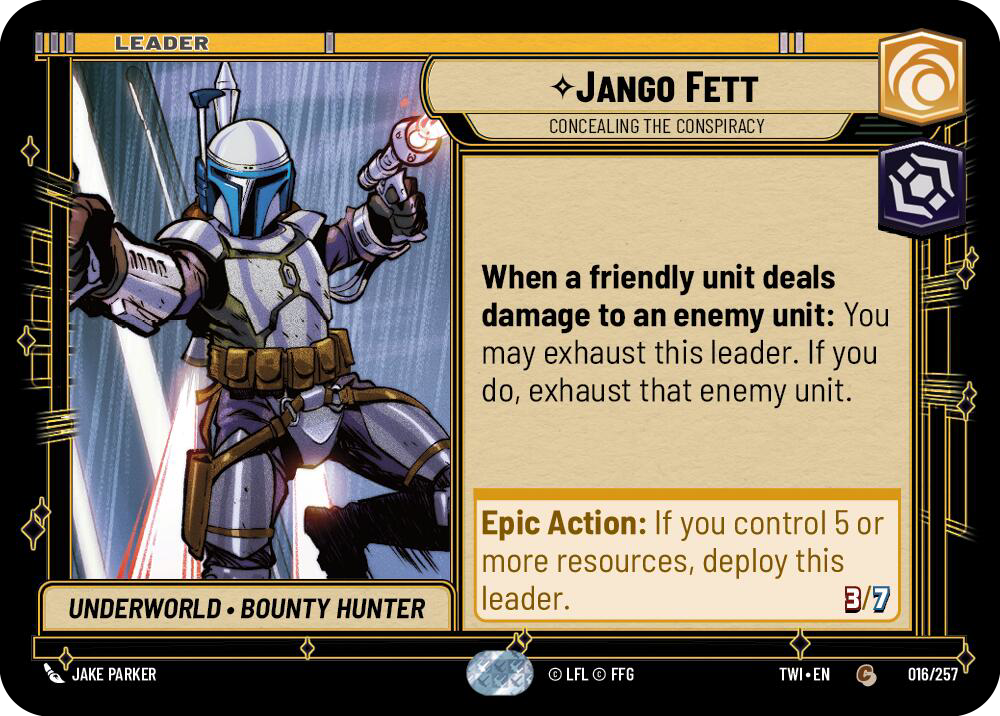 LEADER
JANGO FETT
CONCEALING THE CONSPIRACY
When a friendly unit deals
damage to an enemy unit: You
may exhaust this leader. If you
do, exhaust that enemy unit.
Epic Action: If you control 5 or
more resources, deploy this
leader.
3/7
UNDERWORLD • BOUNTY HUNTER
JAKE PARKER
© LFL © FFG
TWI • EN
C
016/257